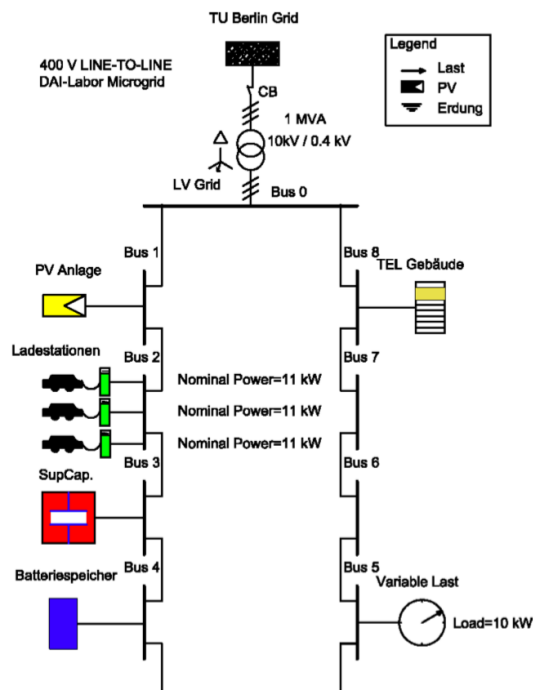 TU Berlin Grid
400 V LINE-TO-LINE
DAI-Labor Microgrid
Legend
Last
PV
Erdung
CB
1 MVA
10kV / 0.4 kV
LV Grid
Bus 0
Bus 1
Bus 8
PV Anlage
TEL Gebäude
Ladestationen
Bus 2
Bus 7
Nominal Power=11 kW
Nominal Power=11 kW
Nominal Power=11 kW
SupCap.
Bus 3
Bus 6
Batteriespeicher
Bus 4
Bus 5
Variable Last
Load=10 kW